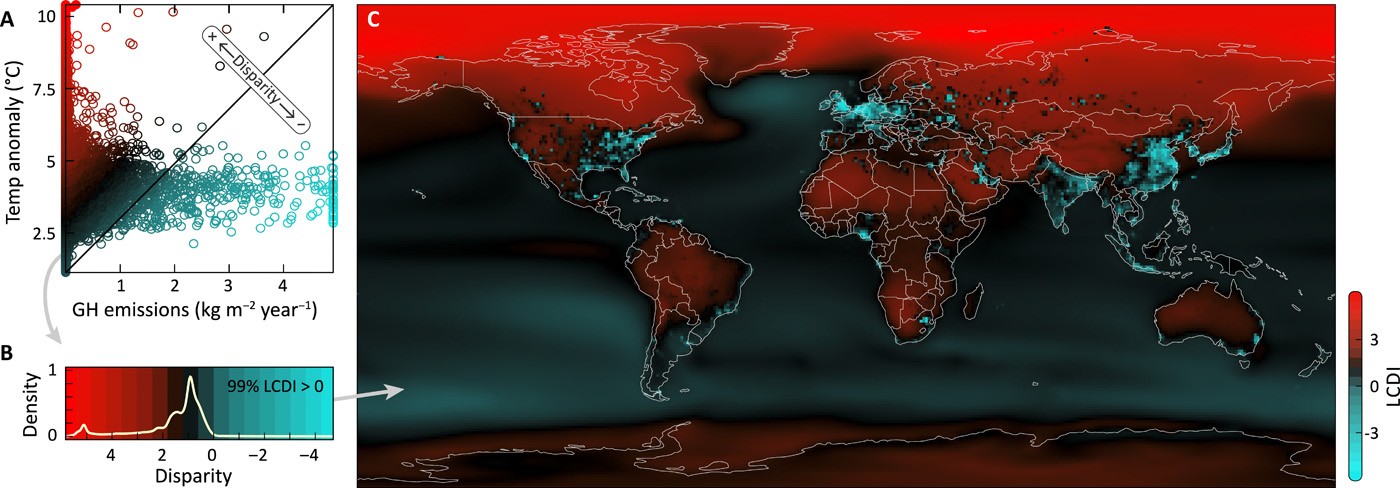 A
10
7.5
5
2.5
Temp anomaly (°C)
+ ←Disparity→ −
1 2 3 4
GH emissions (kg m⁻² year⁻¹)
B
1
0
Density
99% LCDI > 0
4 2 0 −2 −4
Disparity
C
3
0
-3
LCDI